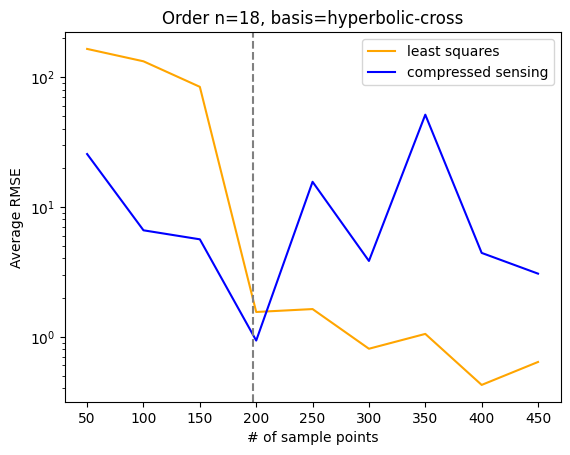 Order n=18, basis=hyperbolic-cross
least squares
compressed sensing
Average RMSE
10²
10¹
10⁰
50 100 150 200 250 300 350 400 450
# of sample points